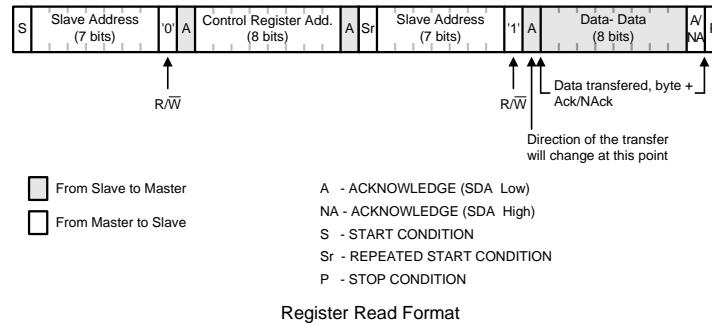 S Slave Address (7 bits) '0' A Control Register Add. (8 bits) A Sr Slave Address (7 bits) '1' A Data- Data (8 bits) A/ NA P
R/W̅ R/W̅ Data transfered, byte +
Ack/NAck
Direction of the transfer
will change at this point
From Slave to Master
From Master to Slave
A - ACKNOWLEDGE (SDA Low)
NA - ACKNOWLEDGE (SDA High)
S - START CONDITION
Sr - REPEATED START CONDITION
P - STOP CONDITION
Register Read Format